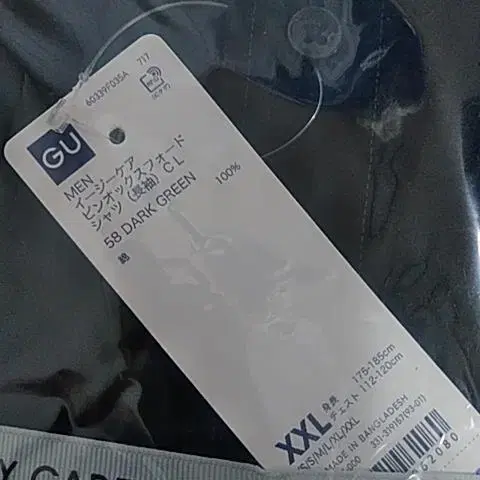 60339F035A 717
GU
MEN
イージーケア
ピンオックスフォード
シャツ(長袖)CL
58 DARK GREEN
綿 100%
XXL 身長 175-185cm
チェスト 112-120cm
MADE IN BANGLADESH